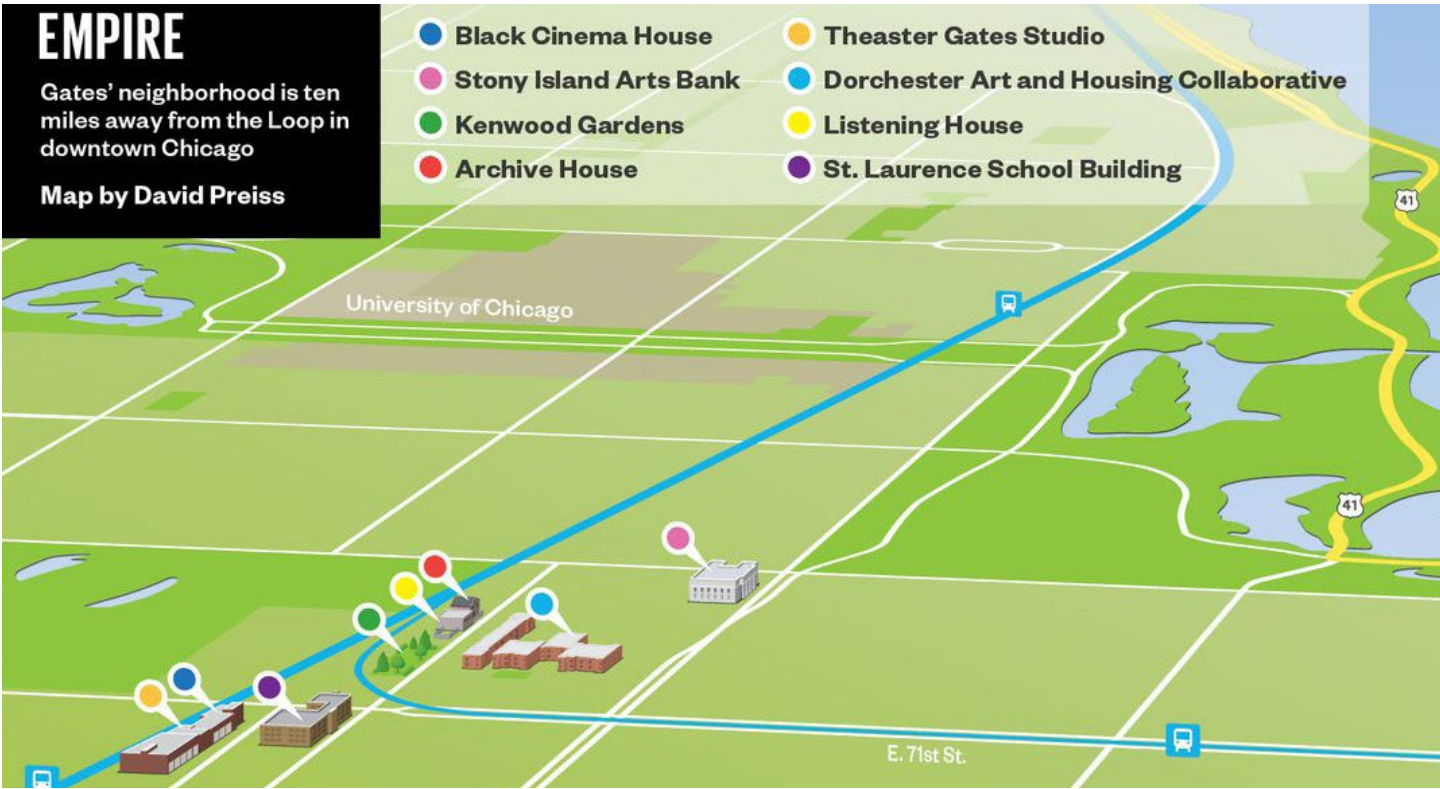 EMPIRE
Gates' neighborhood is ten
miles away from the Loop in
downtown Chicago
Map by David Preiss
Black Cinema House
Stony Island Arts Bank
Kenwood Gardens
Archive House
Theaster Gates Studio
Dorchester Art and Housing Collaborative
Listening House
St. Laurence School Building
41
University of Chicago
41
E. 71st St.